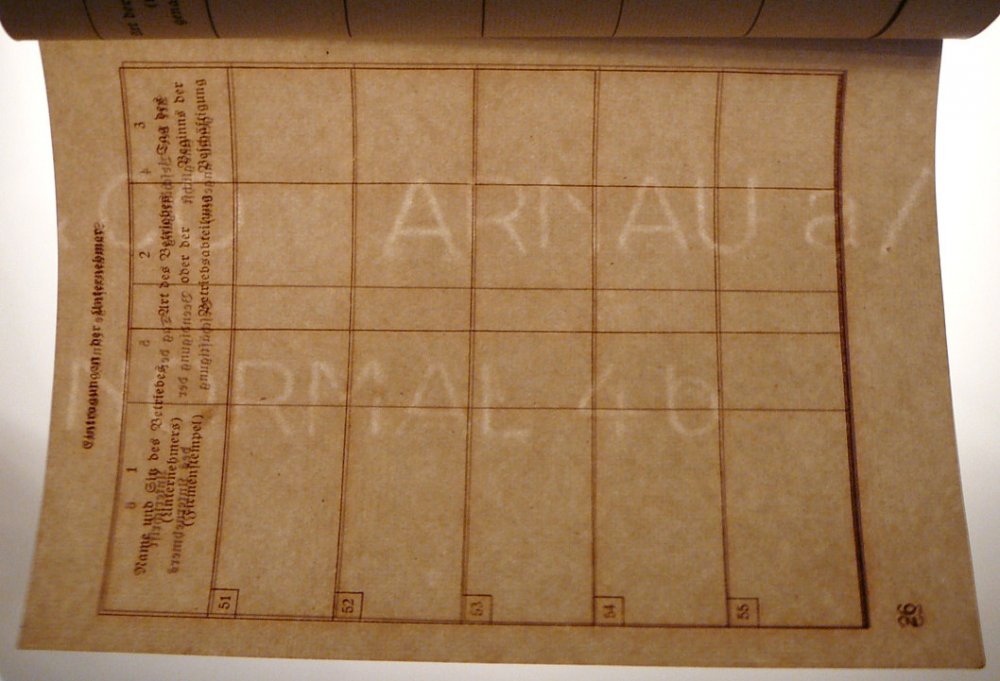 Eintragungen der Unternehmer
1
Name und Sitz des Betriebes
(Unternehmers)
(Firmenstempel)
2
Art des Betriebes
oder der
Betriebsabteilung
3
Tag des
Beginns der
Beschäftigung
51
52
53
54
55
26
ARNAU a/
NORMAL 4 b